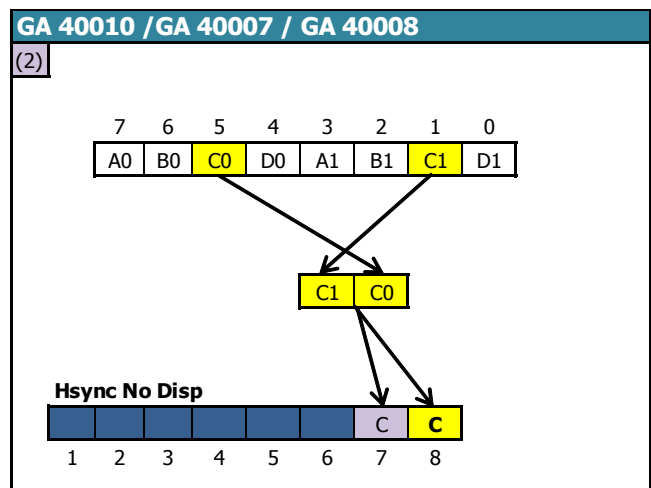 GA 40010 /GA 40007 / GA 40008
(2)
7 6 5 4 3 2 1 0
A0 B0 C0 D0 A1 B1 C1 D1
C1 C0
Hsync No Disp
C C
1 2 3 4 5 6 7 8